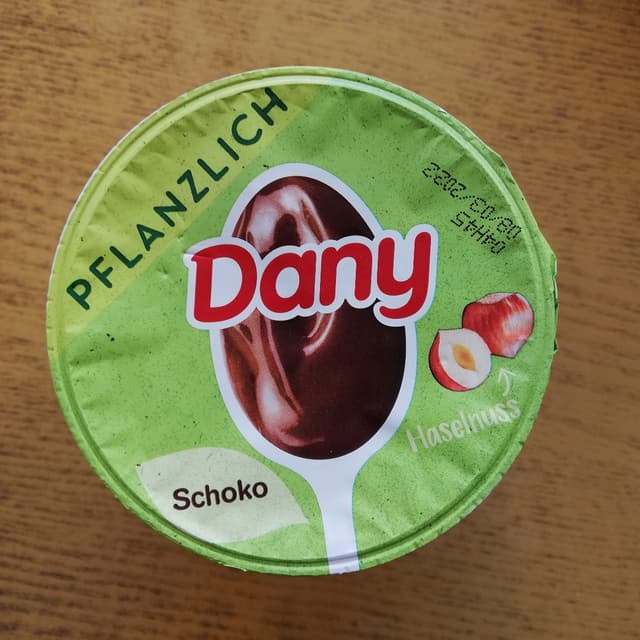 PFLANZLICH
08/03/2022
04H45
Dany
Haselnuss
Schoko